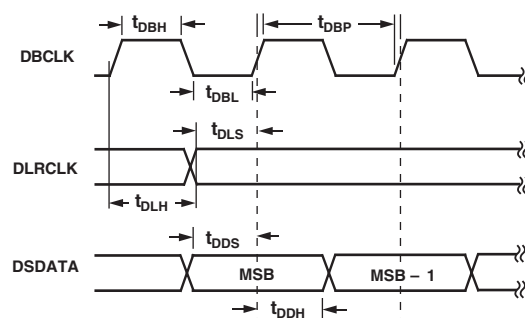 tDBH
tDBP
DBCLK
tDBL
tDLS
DLRCLK
tDLH
tDDS
DSDATA
MSB
MSB – 1
tDDH